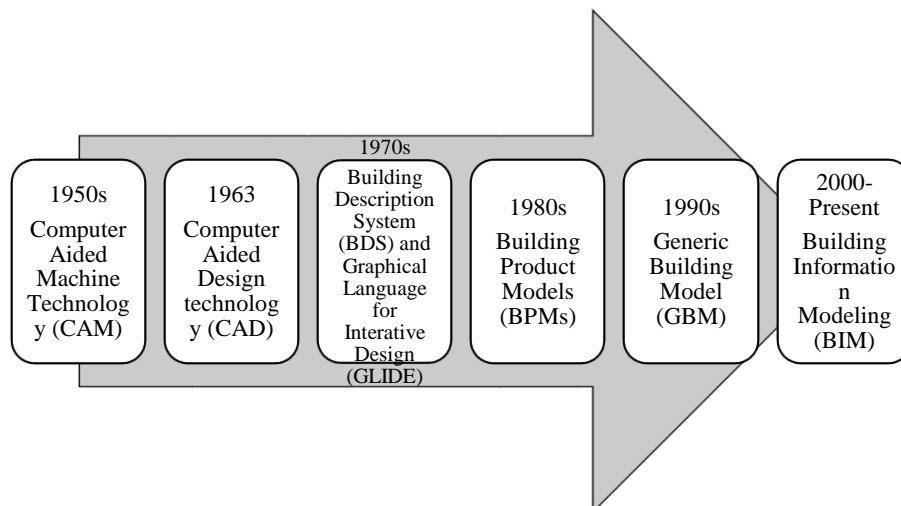 1950s
Computer
Aided
Machine
Technolog
y (CAM)
1963
Computer
Aided
Design
technolog
y (CAD)
1970s
Building
Description
System
(BDS) and
Graphical
Language
for
Interative
Design
(GLIDE)
1980s
Building
Product
Models
(BPMs)
1990s
Generic
Building
Model
(GBM)
2000-
Present
Building
Informatio
n
Modeling
(BIM)